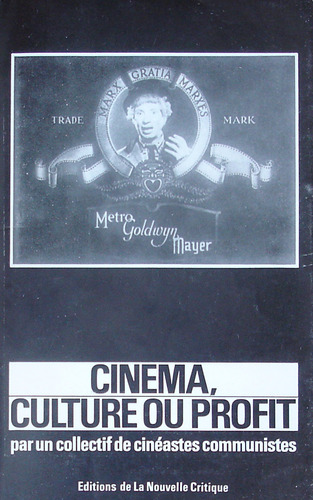 MARX GRATIA MARXES
TRADE MARK
Metro
Goldwyn
Mayer
CINEMA,
CULTURE OU PROFIT
par un collectif de cinéastes communistes
Editions de La Nouvelle Critique